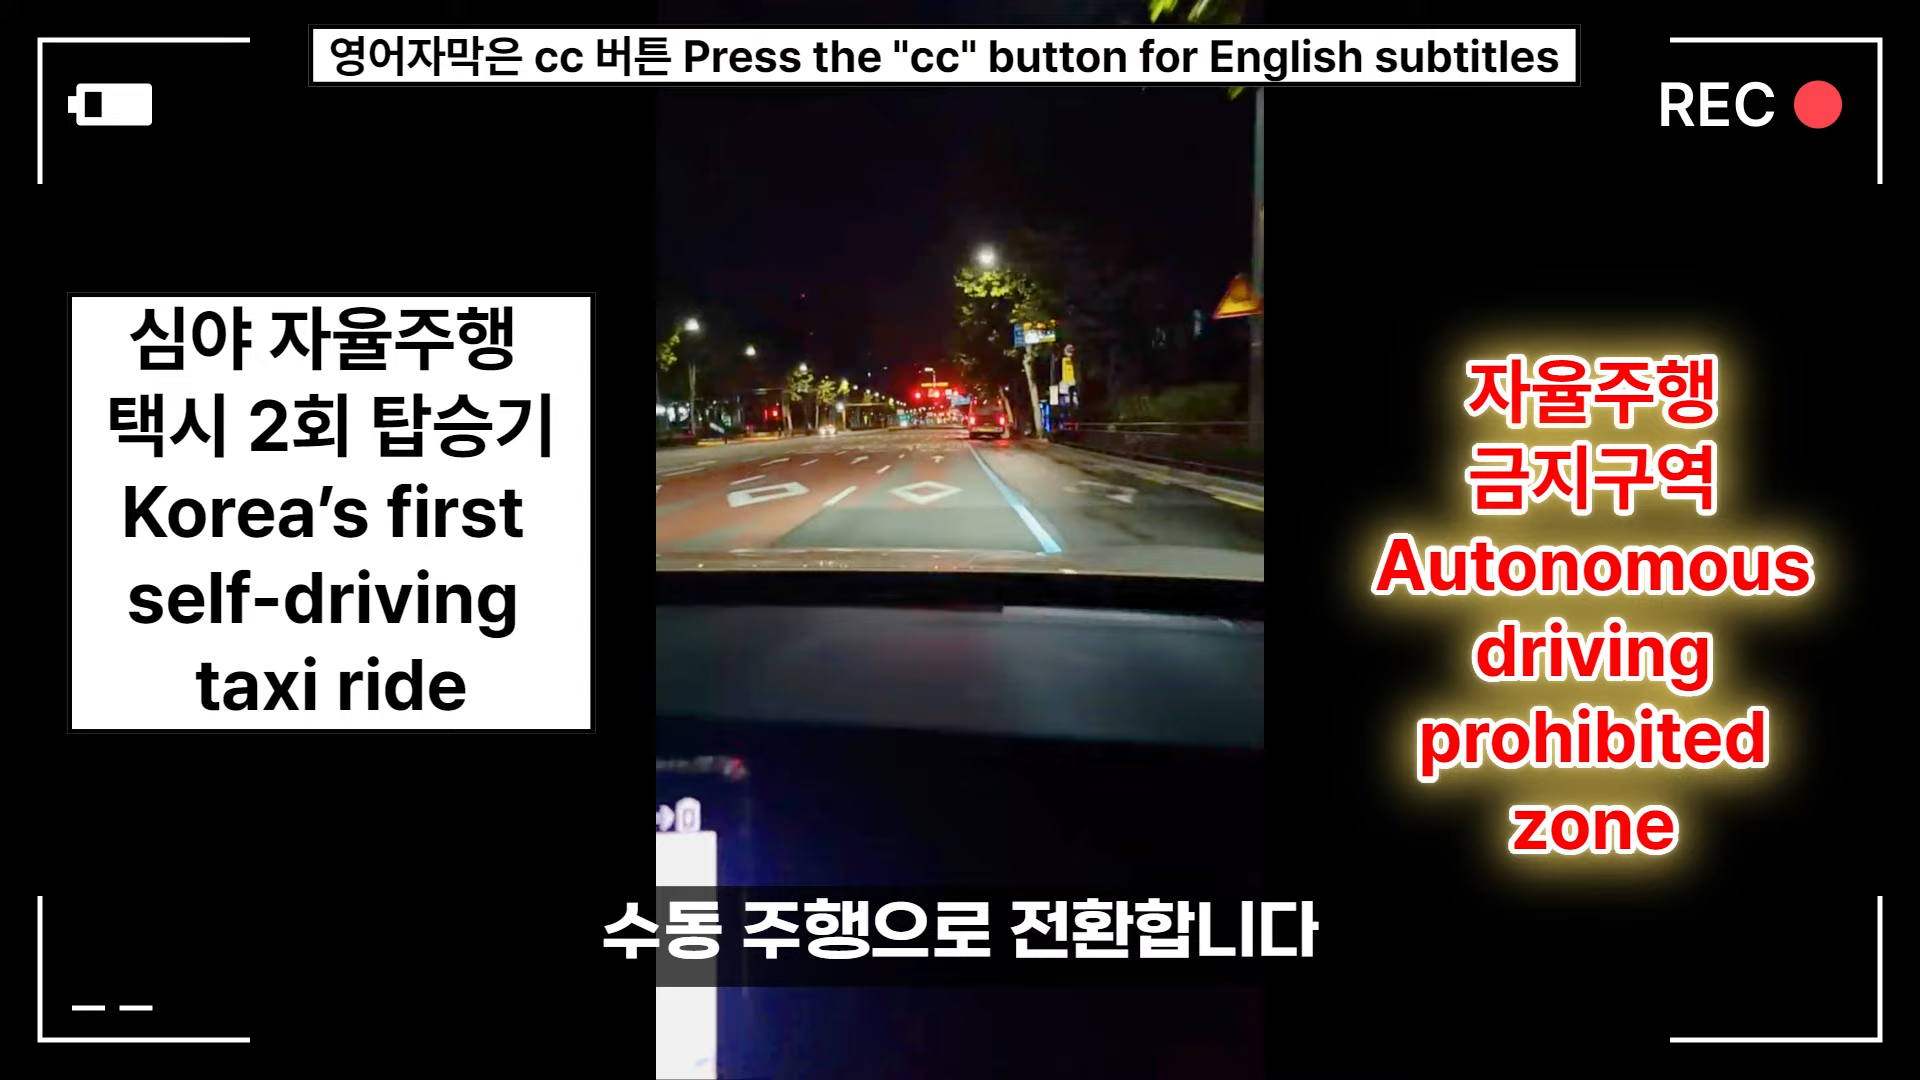 영어자막은 cc 버튼 Press the "cc" button for English subtitles
REC
심야 자율주행
택시 2회 탑승기
Korea’s first
self-driving
taxi ride
자율주행
금지구역
Autonomous
driving
prohibited
zone
수동 주행으로 전환합니다